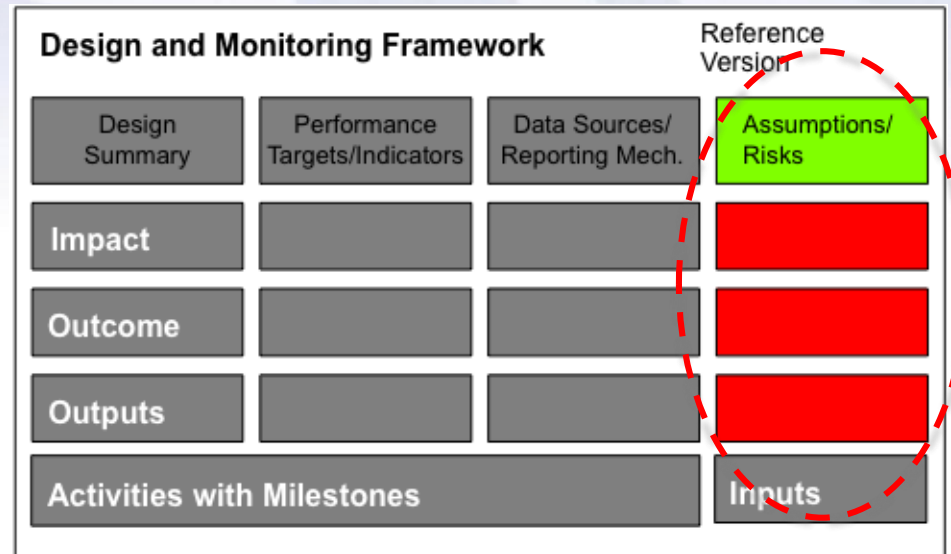 Design and Monitoring Framework
Reference
Version
Design
Summary
Performance
Targets/Indicators
Data Sources/
Reporting Mech.
Assumptions/
Risks
Impact
Outcome
Outputs
Activities with Milestones
Inputs